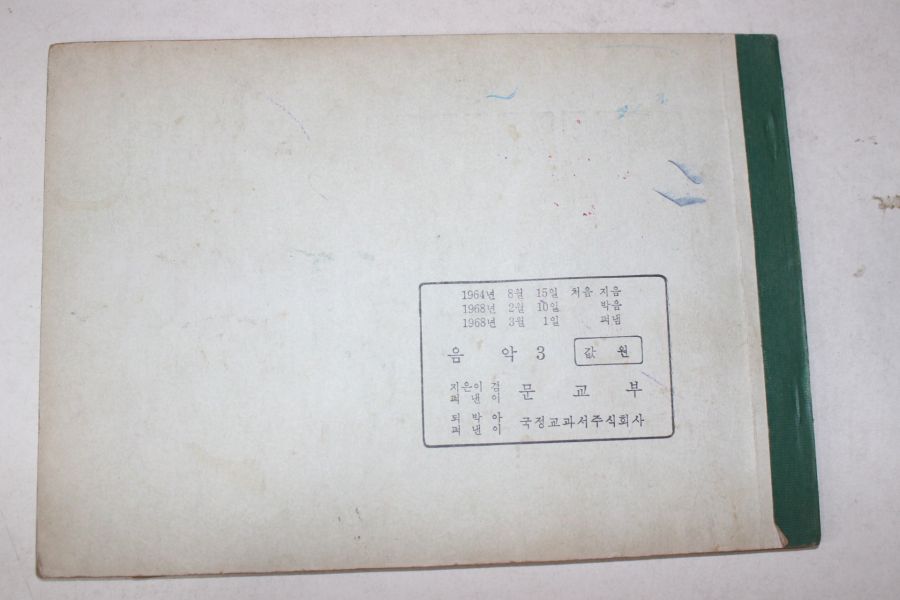 1964년 8월 15일 처음 지음
1968년 2월 10일 박음
1968년 3월 1일 펴냄
음 악 3 값 원
지은이 겸
펴 낸 이 문 교 부
되 박 아
펴 낸 이 국정교과서주식회사